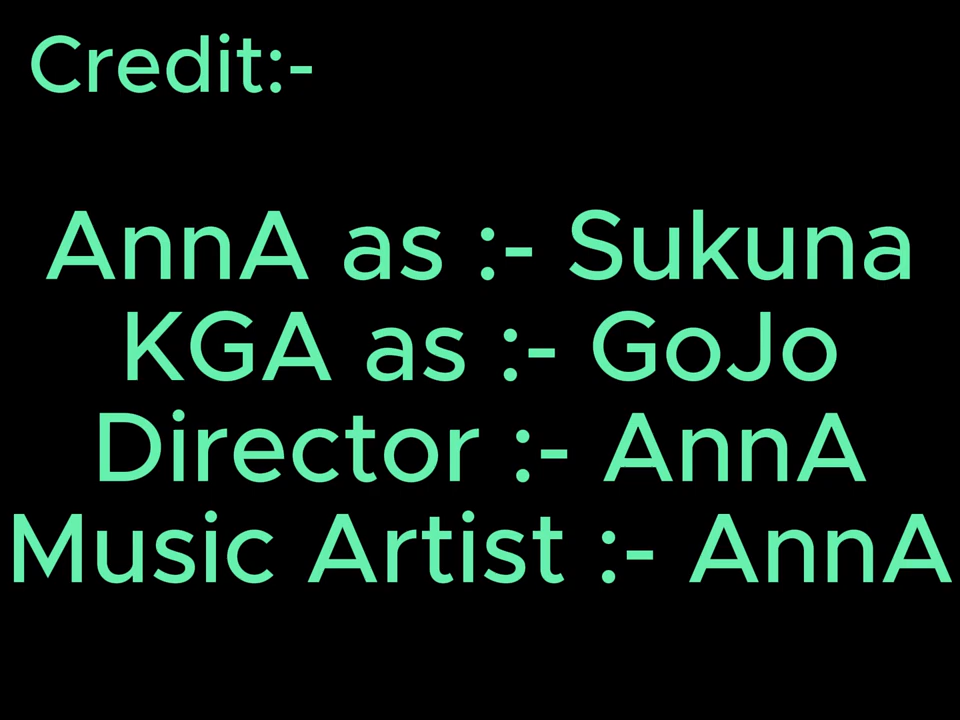 Credit:-
AnnA as :- Sukuna
KGA as :- GoJo
Director :- AnnA
Music Artist :- AnnA